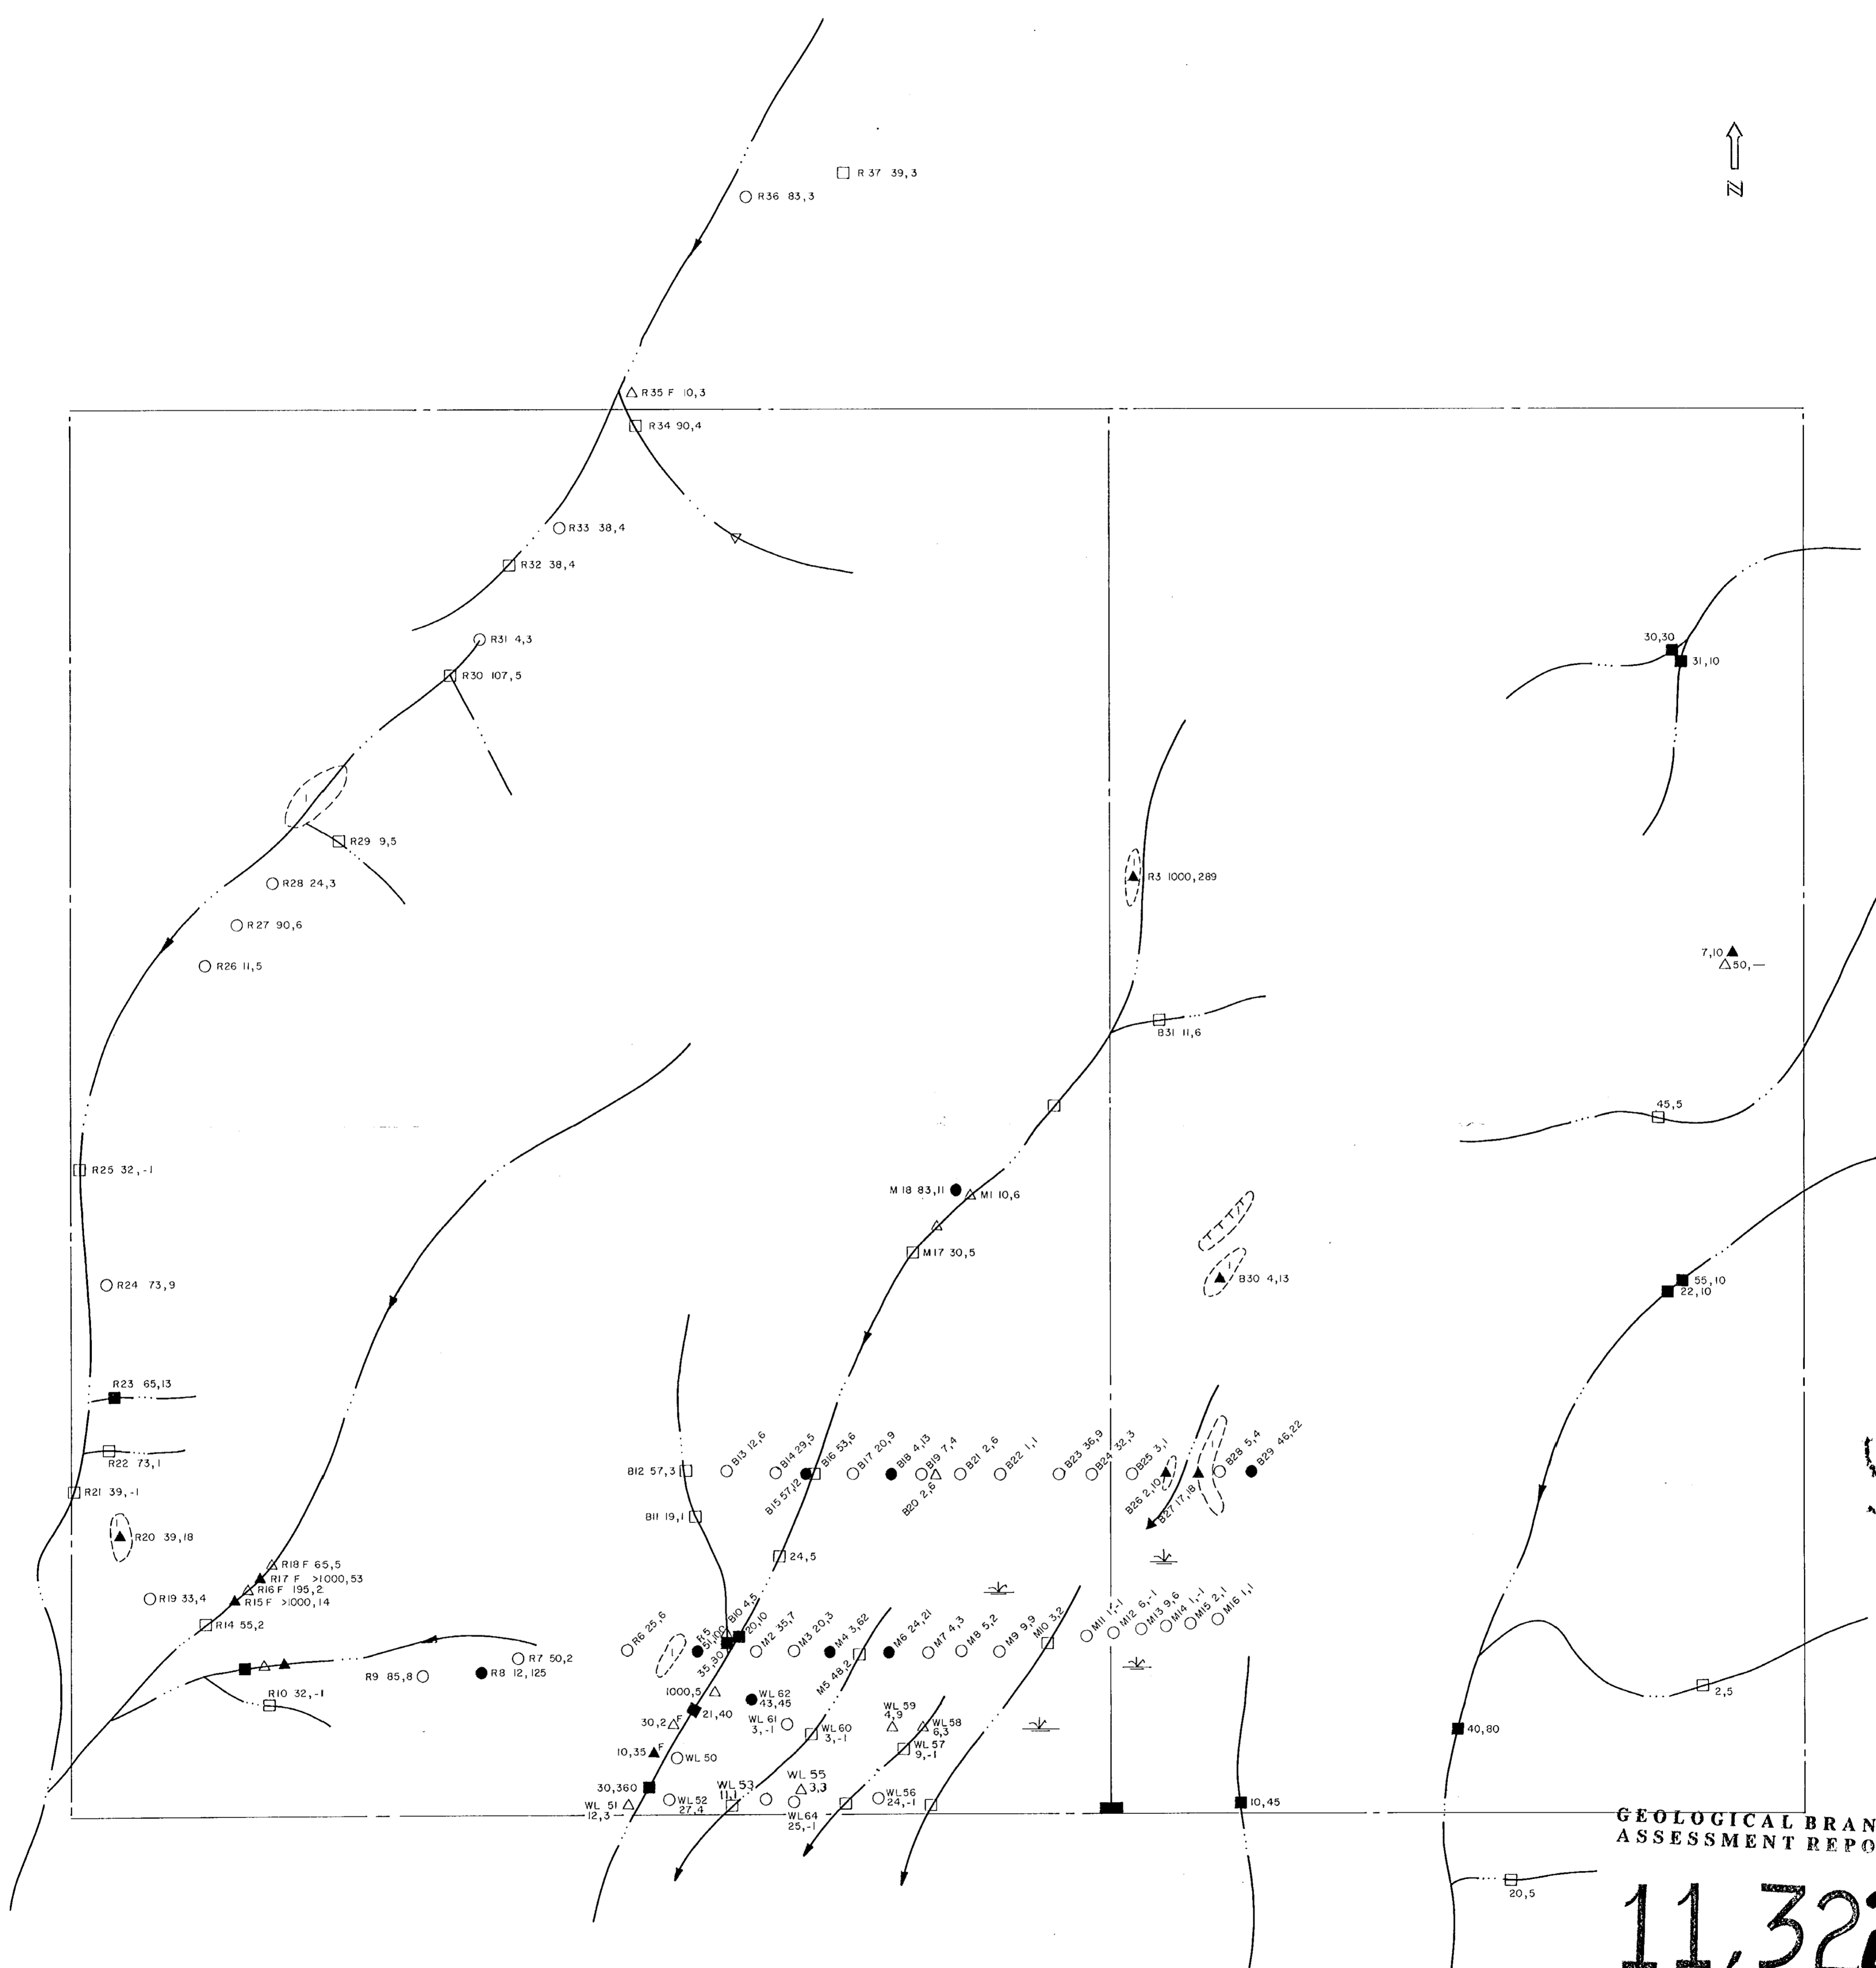 R 37 39,3
R36 83,3
N
R35 F 10,3
R34 90,4
R33 38,4
R32 38,4
30,30
R31 4,3
31,10
R30 107,5
R29 9,5
R3 1000,289
R28 24,3
R27 90,6
7,10
50,—
R26 11,5
B31 11,6
45,5
R25 32,-1
M 18 83,11
M1 10,6
M17 30,5
B30 4,13
R24 73,9
55,10
22,10
R23 65,13
B13 12,6
B14 29,5
B16 53,6
B17 20,9
B18 4,13
B19 7,4
B21 2,6
B22 1,1
B23 36,9
B24 32,3
B25 3,1
B28 5,4
B29 46,22
R22 73,1
B12 57,3
B15 57,12
B20 2,6
B26 2,10
B27 17,18
R21 39,-1
B11 19,1
R20 39,18
24,5
R18 F 65,5
R17 F >1000,53
R16 F 195,2
R15 F >1000,14
R19 33,4
R14 55,2
R6 25,6
R5
51,100
B10 4,5
20,10
M2 35,7
M3 20,3
M4 3,62
M6 24,21
M7 4,3
M8 5,2
M9 9,9
M10 3,2
M11 1,-1
M12 6,-1
M13 9,6
M14 1,-1
M15 2,1
M16 1,1
R7 50,2
R9 85,8
R8 12,125
35,30
M5 48,2
R10 32,-1
1000,5
WL 62
43,45
2,5
21,40
30,2 F
WL 61
3,-1
WL 60
3,-1
WL 59
4,9
WL 58
6,3
40,80
WL 57
9,-1
10,35 F
WL 50
30,360
WL 53
11,1
WL 55
3,3
WL 51
12,3
WL 52
27,4
WL 64
25,-1
WL 56
24,-1
10,45
GEOLOGICAL BRAN
ASSESSMENT REPO
20,5
11,32